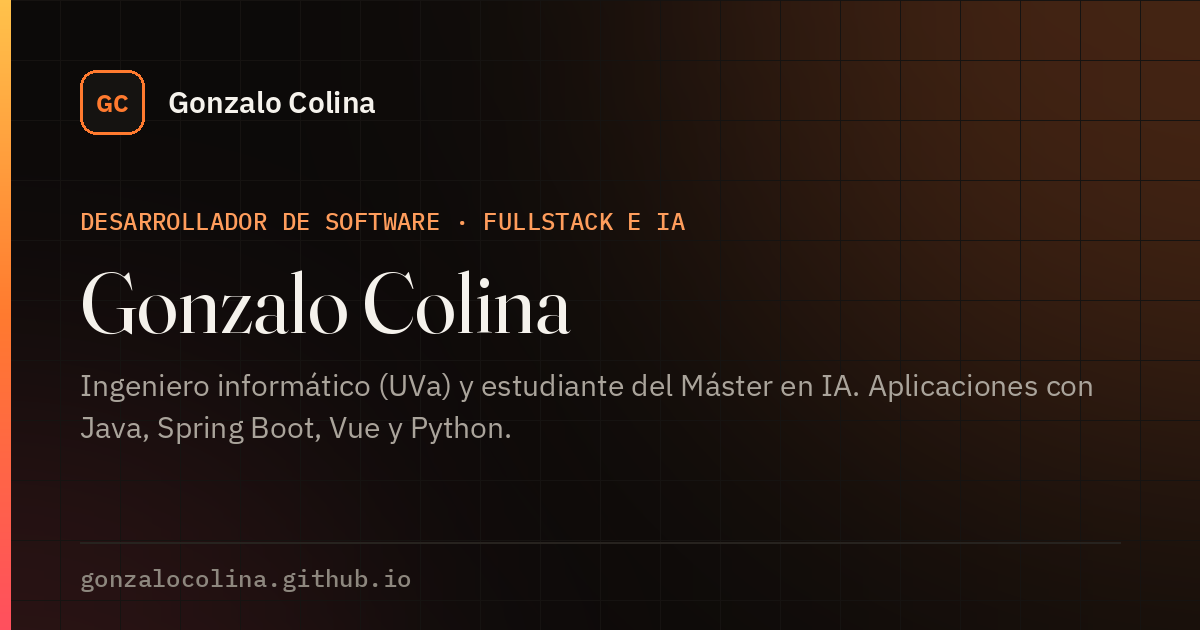 GC
Gonzalo Colina
DESARROLLADOR DE SOFTWARE · FULLSTACK E IA
Gonzalo Colina
Ingeniero informático (UVa) y estudiante del Máster en IA. Aplicaciones con
Java, Spring Boot, Vue y Python.
gonzalocolina.github.io